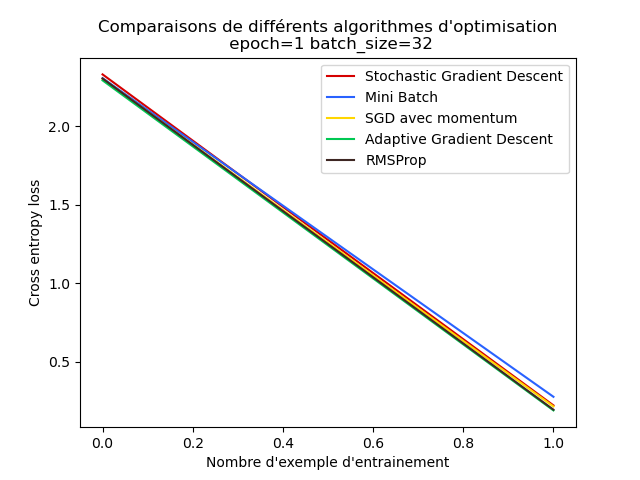 Comparaisons de différents algorithmes d'optimisation
epoch=1 batch_size=32
Stochastic Gradient Descent
Mini Batch
SGD avec momentum
Adaptive Gradient Descent
RMSProp
Cross entropy loss
2.0
1.5
1.0
0.5
0.0 0.2 0.4 0.6 0.8 1.0
Nombre d'exemple d'entrainement